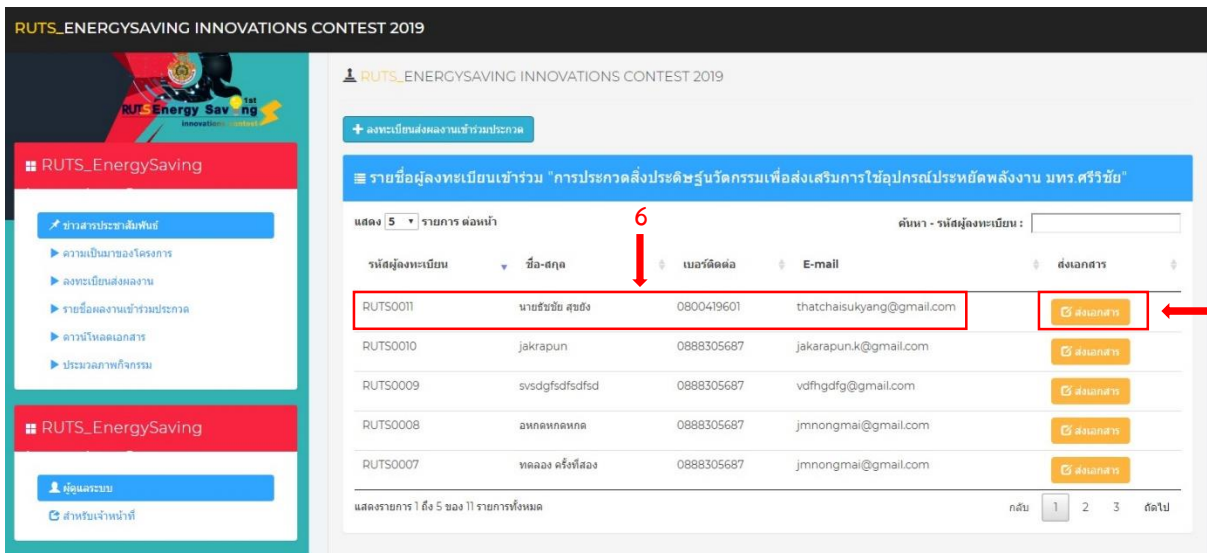 RUTS_ENERGYSAVING INNOVATIONS CONTEST 2019
RUTS Energy Sav ng 1st
innovations contest
RUTS_EnergySaving
ข่าวสารประชาสัมพันธ์
ความเป็นมาของโครงการ
ลงทะเบียนส่งผลงาน
รายชื่อผลงานเข้าร่วมประกวด
ดาวน์โหลดเอกสาร
ประมวลภาพกิจกรรม
RUTS_EnergySaving
ผู้ดูแลระบบ
สำหรับเจ้าหน้าที่
RUTS_ENERGYSAVING INNOVATIONS CONTEST 2019
+ ลงทะเบียนส่งผลงานเข้าร่วมประกวด
รายชื่อผู้ลงทะเบียนเข้าร่วม "การประกวดสิ่งประดิษฐ์นวัตกรรมเพื่อส่งเสริมการใช้อุปกรณ์ประหยัดพลังงาน มทร.ศรีวิชัย"
แสดง 5 รายการ ต่อหน้า 6 ค้นหา - รหัสผู้ลงทะเบียน :
รหัสผู้ลงทะเบียน ชื่อ-สกุล เบอร์ติดต่อ E-mail ส่งเอกสาร
RUTS0011 นายธัชชัย สุขยัง 0800419601 thatchaisukyang@gmail.com ส่งเอกสาร
RUTS0010 jakrapun 0888305687 jakarapun.k@gmail.com ส่งเอกสาร
RUTS0009 svsdgfsdfsdfsd 0888305687 vdfhgdfg@gmail.com ส่งเอกสาร
RUTS0008 อหกดหกดหกด 0888305687 jmnongmai@gmail.com ส่งเอกสาร
RUTS0007 ทดลอง ครั้งที่สอง 0888305687 jmnongmai@gmail.com ส่งเอกสาร
แสดงรายการ 1 ถึง 5 ของ 11 รายการทั้งหมด กลับ 1 2 3 ถัดไป